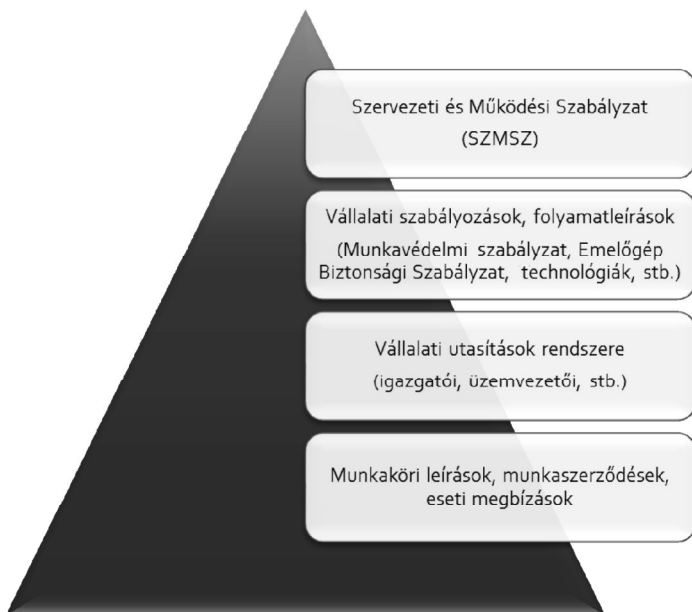 Szervezeti és Működési Szabályzat
(SZMSZ)
Vállalati szabályozások, folyamatleírások
(Munkavédelmi szabályzat, Emelőgép
Biztonsági Szabályzat, technológiák, stb.)
Vállalati utasítások rendszere
(igazgatói, üzemvezetői, stb.)
Munkaköri leírások, munkaszerződések,
eseti megbízások